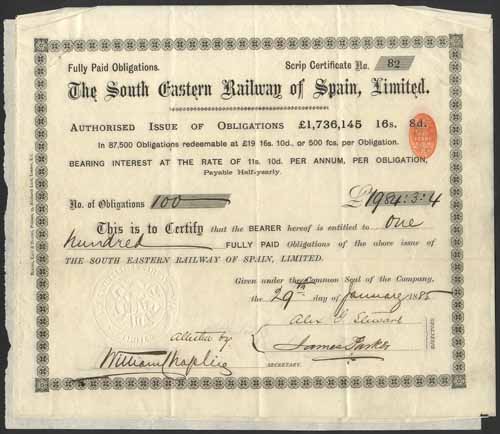 Fully Paid Obligations. Scrip Certificate No. 82
The South Eastern Railway of Spain, Limited.
AUTHORISED ISSUE OF OBLIGATIONS £1,736,145 16s. 8d.
In 87,500 Obligations redeemable at £19 16s. 10d., or 500 fcs, per Obligation.
BEARING INTEREST AT THE RATE OF 11s. 10d. PER ANNUM, PER OBLIGATION,
Payable Half-yearly.
No. of Obligations 100 £1984:3:4
This is to Certify that the BEARER hereof is entitled to One
hundred FULLY PAID Obligations of the above issue of
THE SOUTH EASTERN RAILWAY OF SPAIN, LIMITED.
Given under the Common Seal of the Company,
the 29th day of January 1885
Alex Stewart
James Parker
DIRECTORS.
Attested by
William Chaplin
SECRETARY.